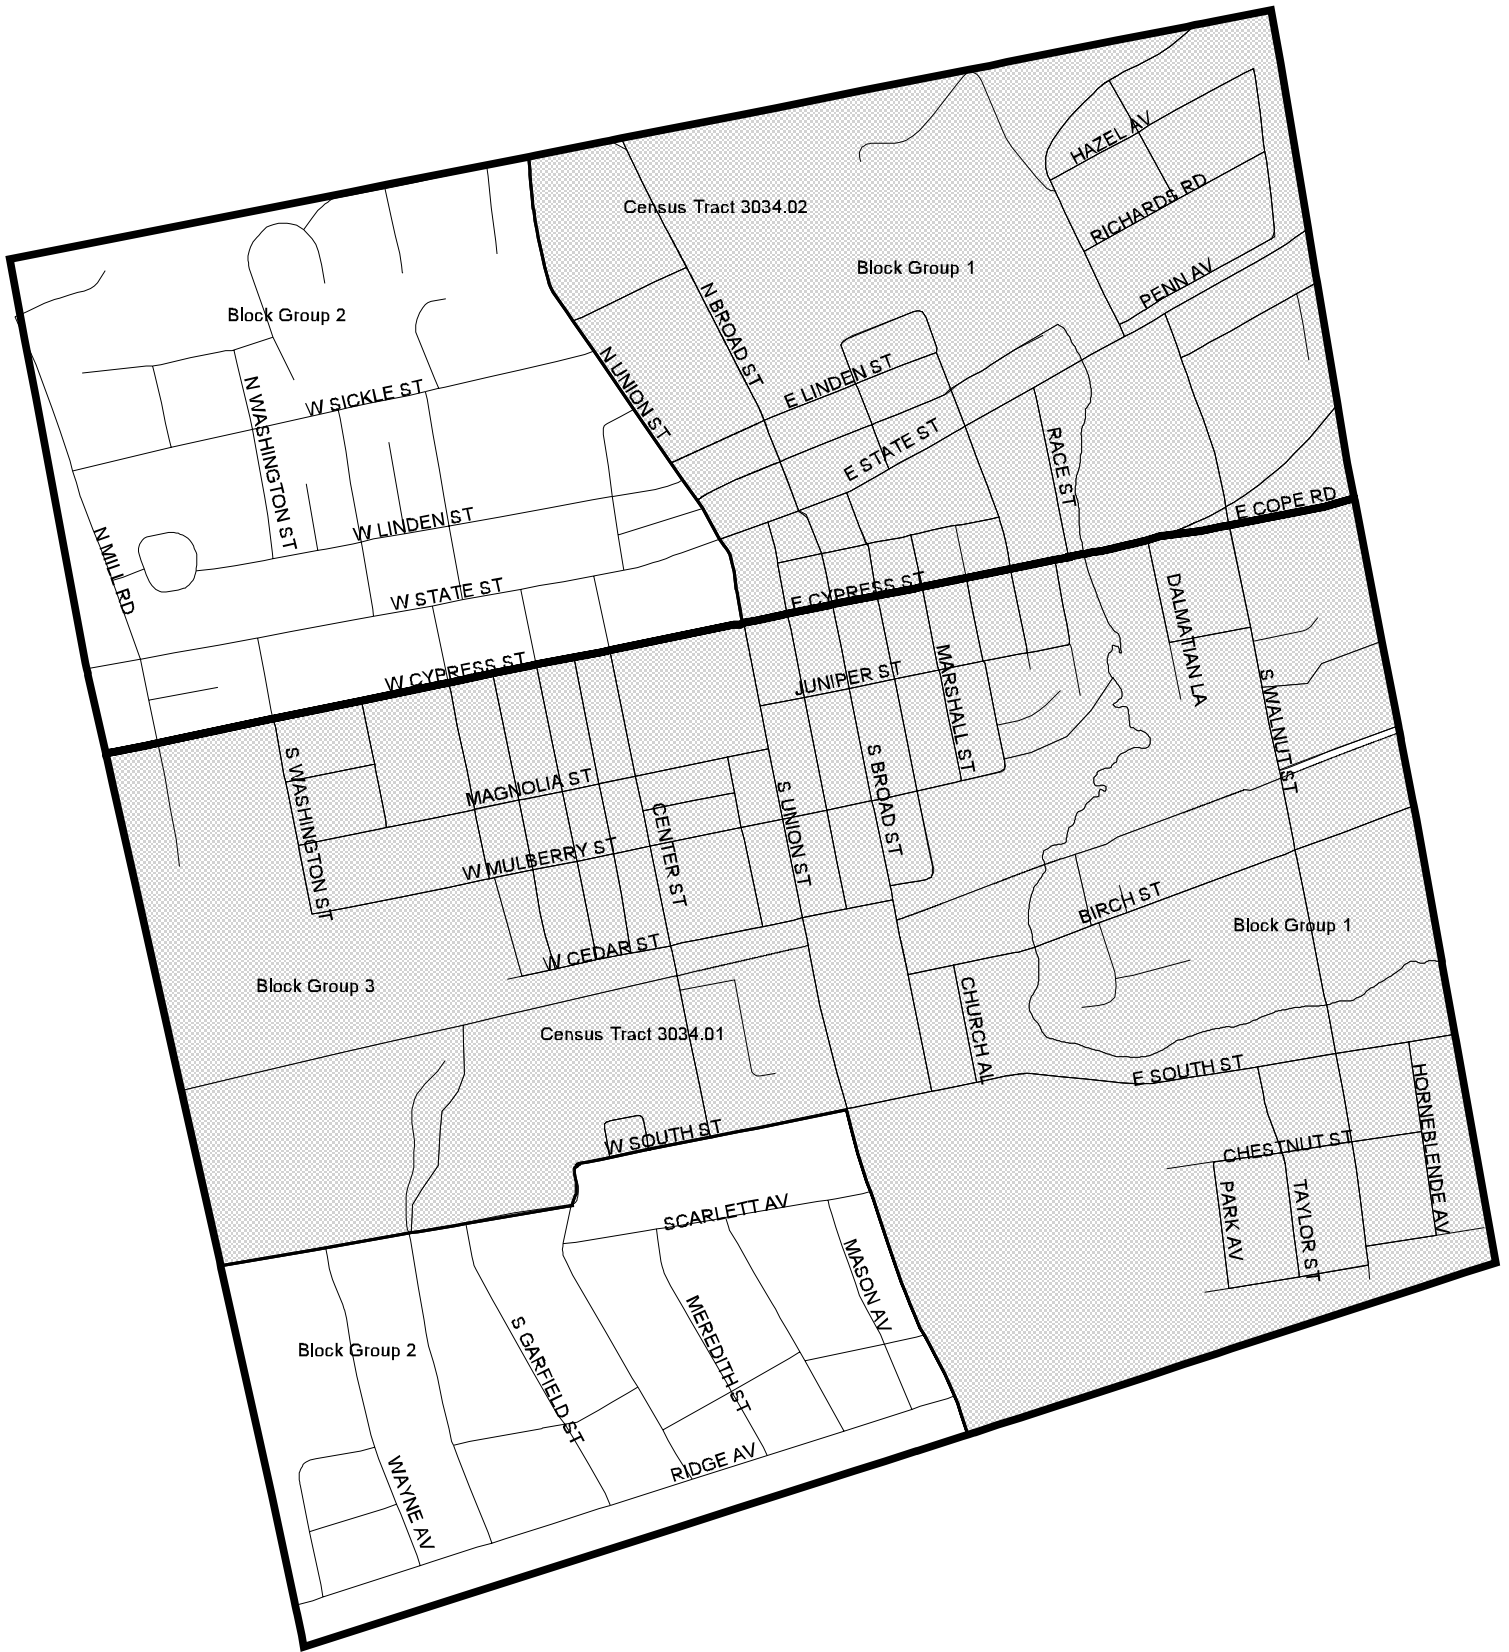 HAZEL AV
RICHARDS RD
Census Tract 3034.02
Block Group 1
PENN AV
Block Group 2
N BROAD ST
N UNION ST
E LINDEN ST
W SICKLE ST
N WASHINGTON ST
E STATE ST
RACE ST
E COPE RD
W LINDEN ST
N MILL RD
W STATE ST
E CYPRESS ST
DALMATIAN LA
W CYPRESS ST
JUNIPER ST
MARSHALL ST
S WALNUT ST
S WASHINGTON ST
MAGNOLIA ST
S BROAD ST
S UNION ST
CENTER ST
W MULBERRY ST
BIRCH ST
Block Group 1
W CEDAR ST
Block Group 3
CHURCH AL
Census Tract 3034.01
E SOUTH ST
HORNEBLENDE AV
W SOUTH ST
CHESTNUT ST
PARK AV
TAYLOR ST
SCARLETT AV
MASON AV
MEREDITH ST
S GARFIELD ST
Block Group 2
RIDGE AV
WAYNE AV